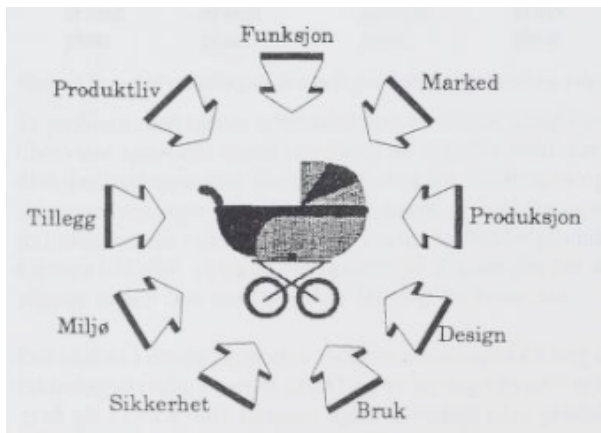 Funksjon
Marked
Produksjon
Design
Bruk
Sikkerhet
Miljø
Tillegg
Produktliv